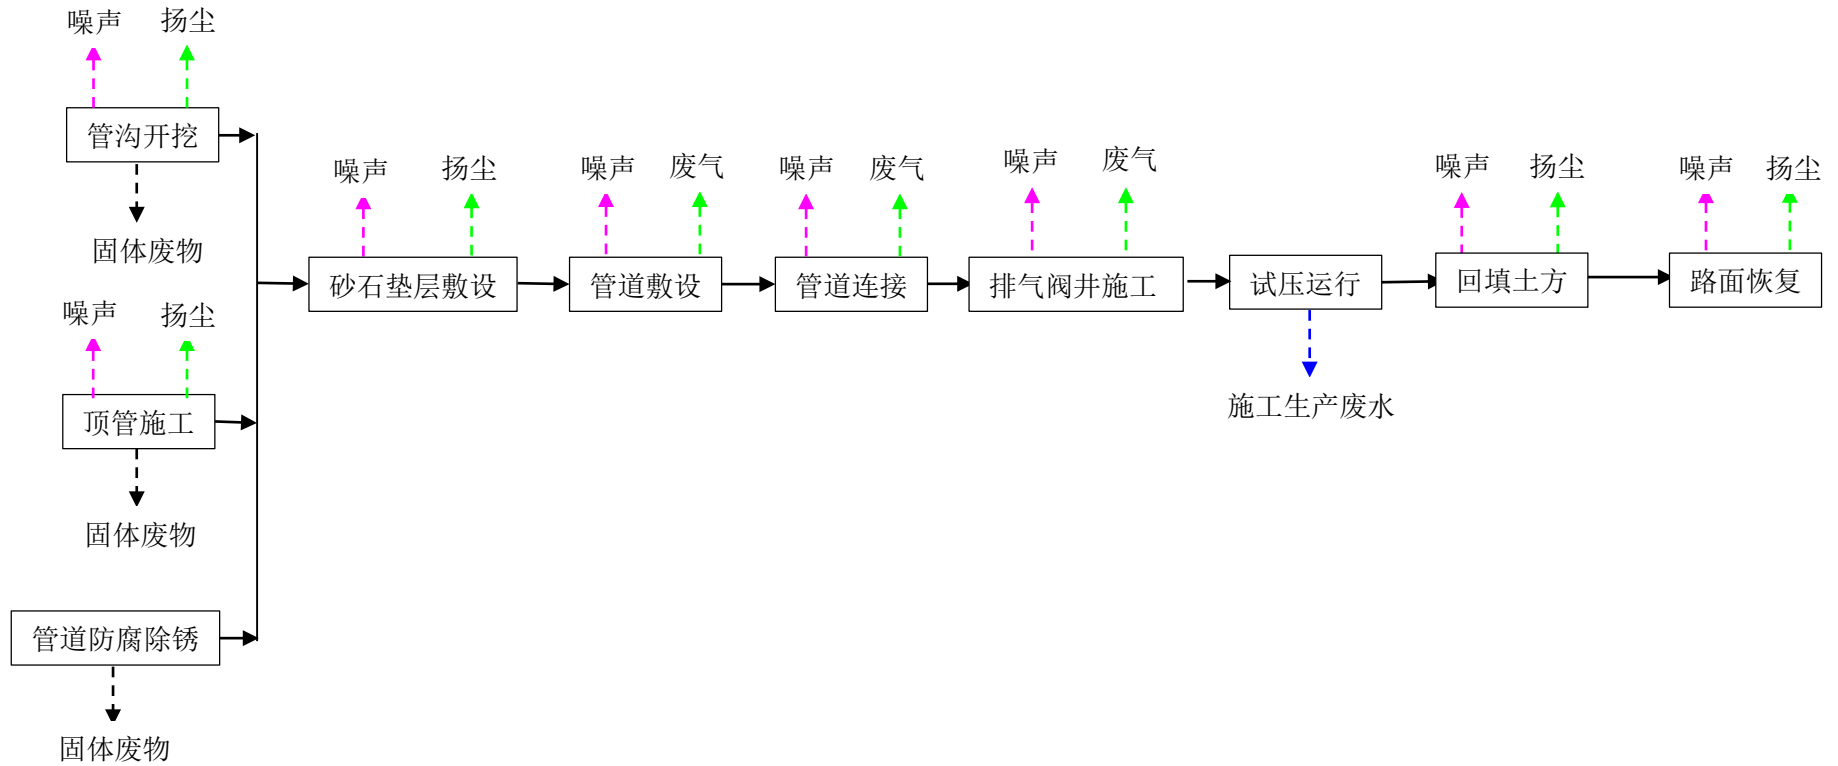 噪声 扬尘
管沟开挖
固体废物
噪声 扬尘
顶管施工
固体废物
管道防腐除锈
固体废物
噪声 扬尘
砂石垫层敷设
噪声 废气
管道敷设
噪声 废气
管道连接
噪声 废气
排气阀井施工
试压运行
施工生产废水
噪声 扬尘
回填土方
噪声 扬尘
路面恢复